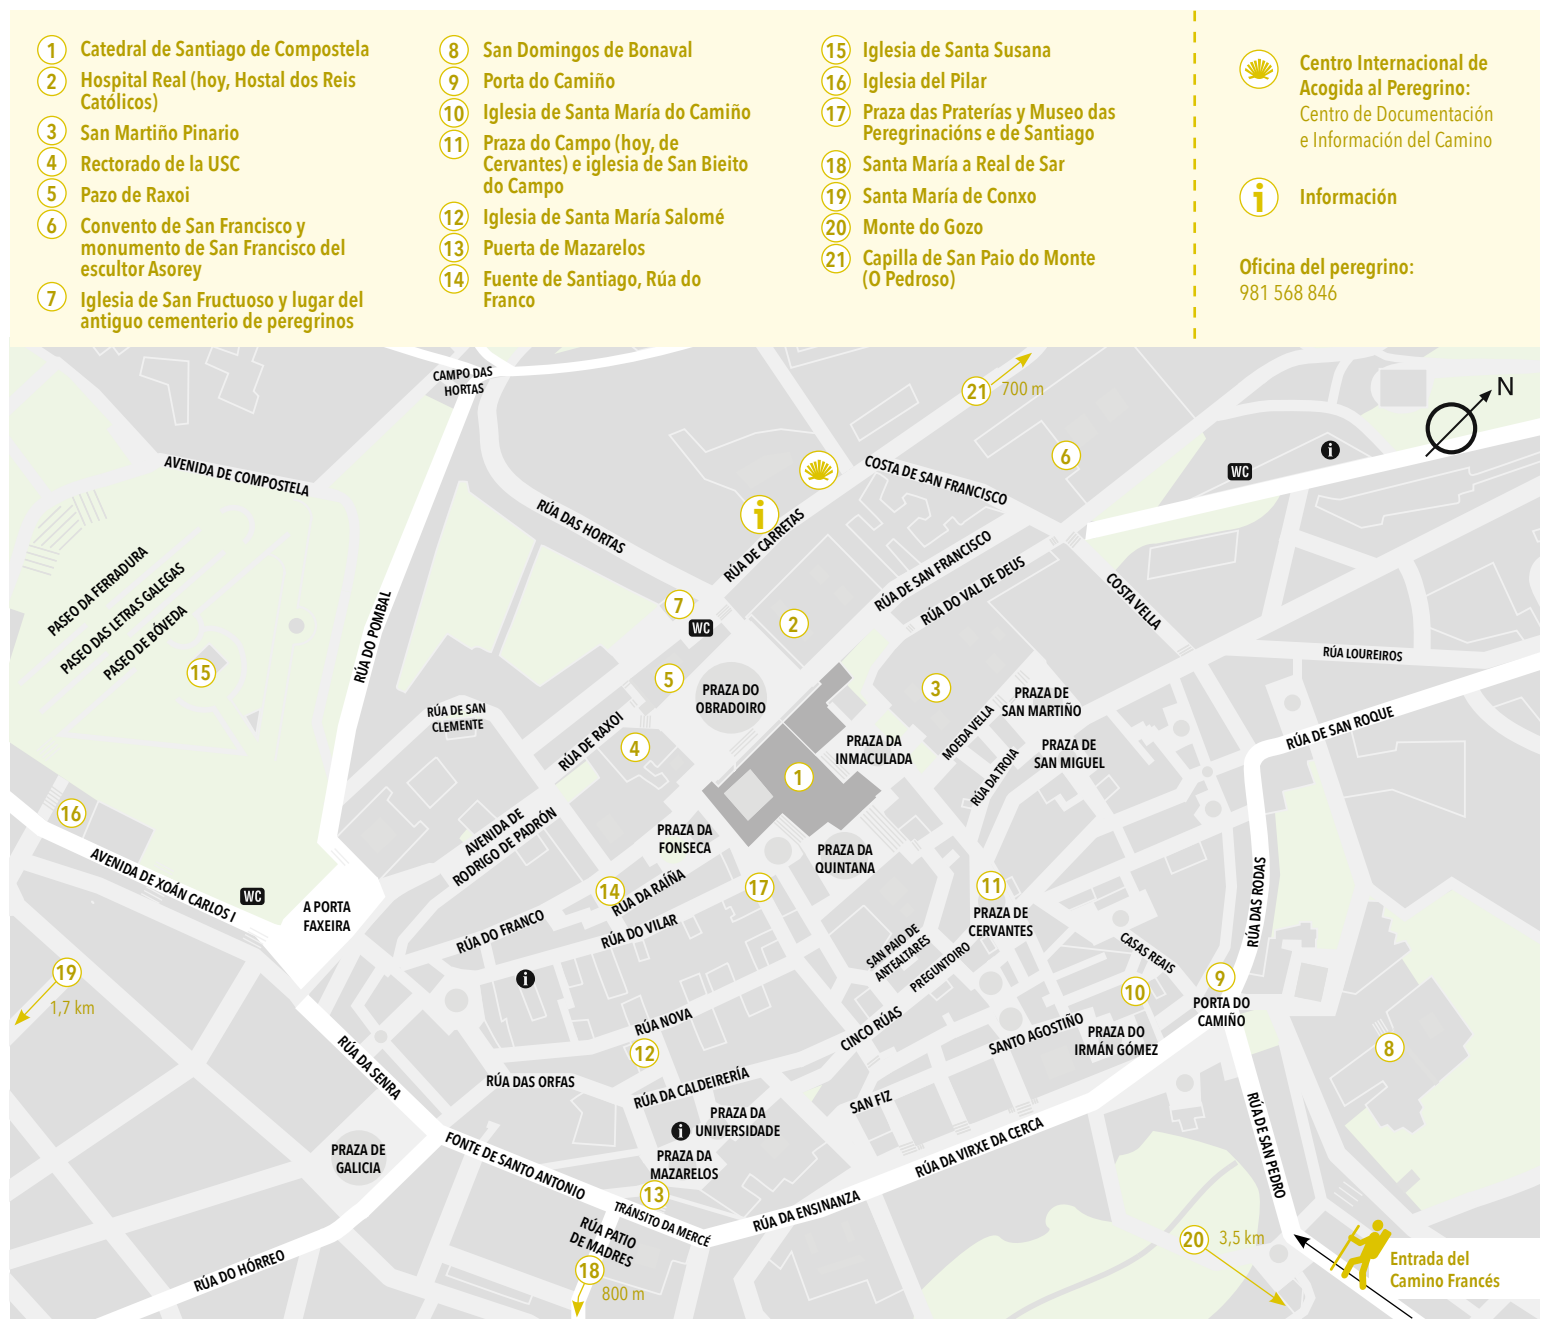 1 Catedral de Santiago de Compostela
2 Hospital Real (hoy, Hostal dos Reis
Católicos)
3 San Martiño Pinario
4 Rectorado de la USC
5 Pazo de Raxoi
6 Convento de San Francisco y
monumento de San Francisco del
escultor Asorey
7 Iglesia de San Fructuoso y lugar del
antiguo cementerio de peregrinos
8 San Domingos de Bonaval
9 Porta do Camiño
10 Iglesia de Santa María do Camiño
11 Praza do Campo (hoy, de
Cervantes) e iglesia de San Bieito
do Campo
12 Iglesia de Santa María Salomé
13 Puerta de Mazarelos
14 Fuente de Santiago, Rúa do
Franco
15 Iglesia de Santa Susana
16 Iglesia del Pilar
17 Praza das Praterías y Museo das
Peregrinacións e de Santiago
18 Santa María a Real de Sar
19 Santa María de Conxo
20 Monte do Gozo
21 Capilla de San Paio do Monte
(O Pedroso)
Centro Internacional de
Acogida al Peregrino:
Centro de Documentación
e Información del Camino
i Información
Oficina del peregrino:
981 568 846
CAMPO DAS
HORTAS
21 700 m
N
6
i
WC
AVENIDA DE COMPOSTELA
COSTA DE SAN FRANCISCO
RÚA DAS HORTAS
i
RÚA DE CARRETAS
RÚA DE SAN FRANCISCO
RÚA DO VAL DE DEUS
COSTA VELLA
PASEO DA FERRADURA
PASEO DAS LETRAS GALEGAS
PASEO DE BÓVEDA
15
RÚA DO POMBAL
7
WC
2
RÚA LOUREIROS
5
PRAZA DO
OBRADOIRO
3
PRAZA DE
SAN MARTIÑO
RÚA DE SAN
CLEMENTE
RÚA DE RAXOI
4
PRAZA DA
INMACULADA
MOEDA VELLA
RÚA DA TROIA
PRAZA DE
SAN MIGUEL
RÚA DE SAN ROQUE
1
16
AVENIDA DE
RODRIGO DE PADRÓN
PRAZA DA
FONSECA
PRAZA DA
QUINTANA
AVENIDA DE XOÁN CARLOS I
WC
A PORTA
FAXEIRA
14
RÚA DA RAÍÑA
17
11
PRAZA DE
CERVANTES
RÚA DAS RODAS
RÚA DO FRANCO
RÚA DO VILAR
SAN PAIO DE
ANTEALTARES
PREGUNTOIRO
CASAS REAIS
19
1,7 km
i
10
9
PORTA DO
CAMIÑO
RÚA NOVA
12
CINCO RÚAS
SANTO AGOSTIÑO
PRAZA DO
IRMÁN GÓMEZ
8
RÚA DA SENRA
RÚA DAS ORFAS
RÚA DA CALDEIRERÍA
SAN FIZ
i
PRAZA DA
UNIVERSIDADE
PRAZA DE
GALICIA
FONTE DE SANTO ANTONIO
PRAZA DA
MAZARELOS
13
RÚA DA VIRXE DA CERCA
RÚA DE SAN PEDRO
TRÁNSITO DA MERCÉ
RÚA DA ENSINANZA
RÚA PATIO
DE MADRES
20 3,5 km
RÚA DO HÓRREO
18
800 m
Entrada del
Camino Francés